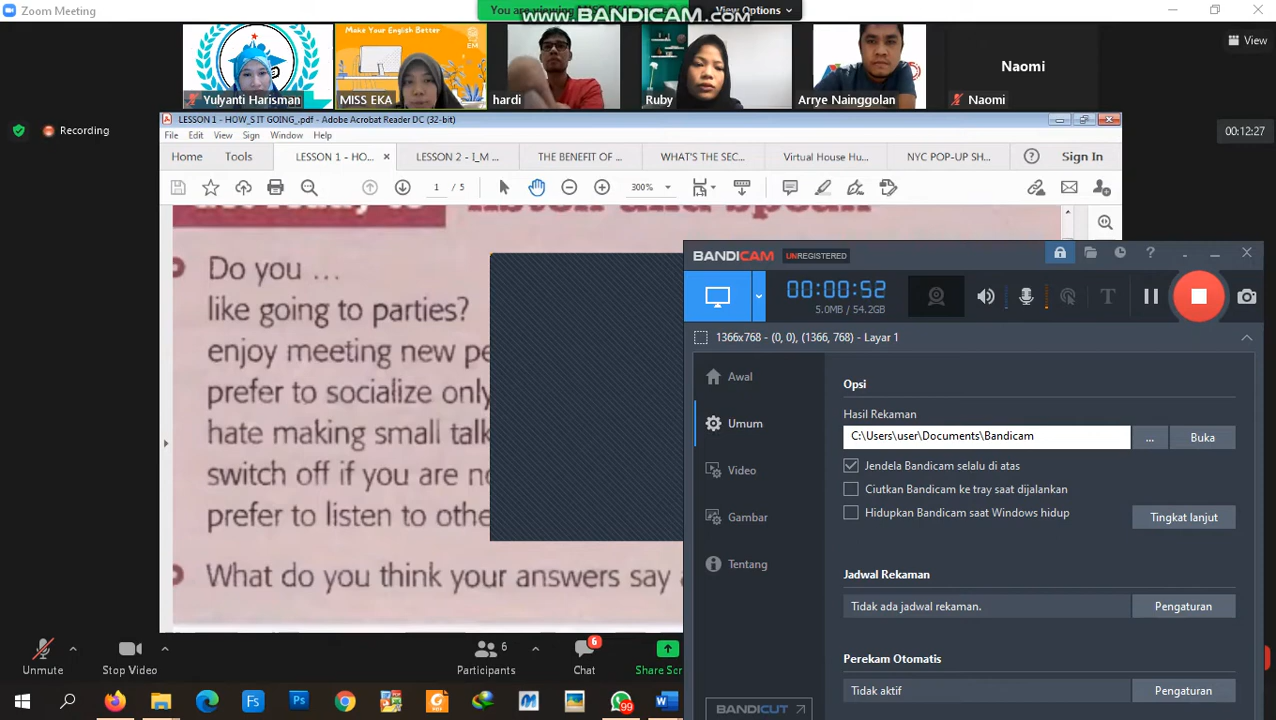 Zoom Meeting
You are viewing
View Options
www.BANDICAM.com
Make Your Englsh Better
EM
Yulyanti Harisman
MISS EKA
hardi
Ruby
Arrye Nainggolan
Naomi
Naomi
View
Recording
00:12:27
LESSON 1 - HOW_S IT GOING_.pdf - Adobe Acrobat Reader DC (32-bit)
File Edit View Sign Window Help
Home Tools LESSON 1 - HO... × LESSON 2 - I_M ... THE BENEFIT OF ... WHAT'S THE SEC... Virtual House Hu... NYC POP-UP SH... Sign In
1 / 5 300%
listen and speak
Do you ...
like going to parties?
enjoy meeting new pe
prefer to socialize only
hate making small talk
switch off if you are no
prefer to listen to othe
What do you think your answers say a
BANDICAM UNREGISTERED
00:00:52
5.0MB / 54.2GB
1366x768 - (0, 0), (1366, 768) - Layar 1
Awal
Umum
Video
Gambar
Tentang
BANDICUT
Opsi
Hasil Rekaman
C:\Users\user\Documents\Bandicam ... Buka
Jendela Bandicam selalu di atas
Ciutkan Bandicam ke tray saat dijalankan
Hidupkan Bandicam saat Windows hidup
Tingkat lanjut
Jadwal Rekaman
Tidak ada jadwal rekaman. Pengaturan
Perekam Otomatis
Tidak aktif Pengaturan
Unmute
Stop Video
6
Participants
6
Chat
Share Scr
Fs
Ps
PDF
99
W